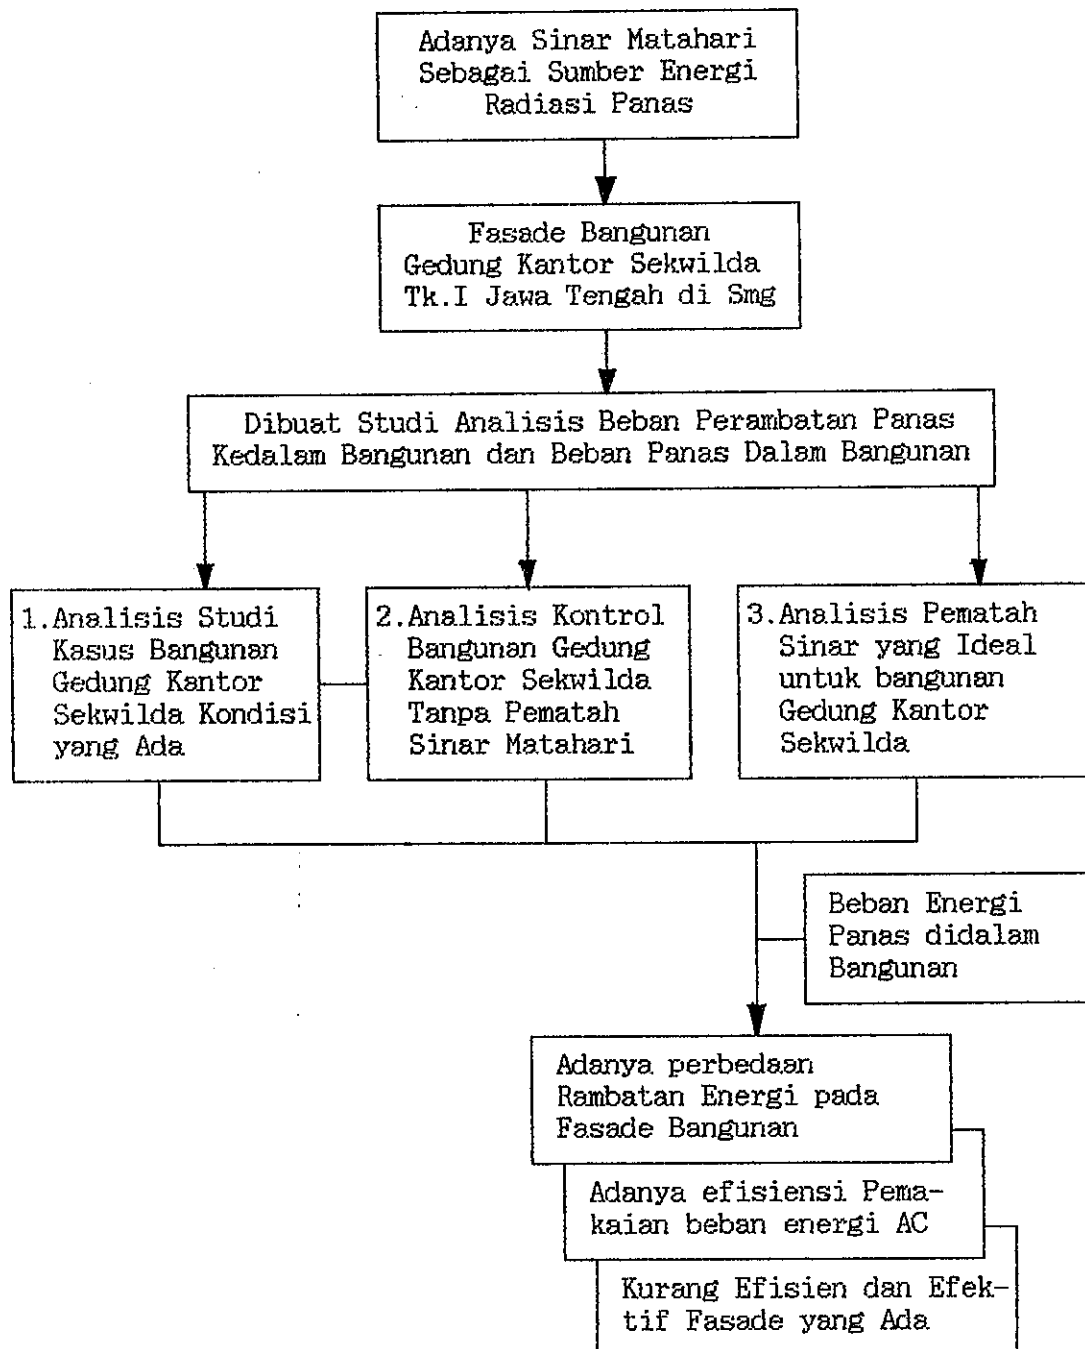 Adanya Sinar Matahari
Sebagai Sumber Energi
Radiasi Panas
Fasade Bangunan
Gedung Kantor Sekwilda
Tk.I Jawa Tengah di Smg
Dibuat Studi Analisis Beban Perambatan Panas
Kedalam Bangunan dan Beban Panas Dalam Bangunan
1.Analisis Studi
Kasus Bangunan
Gedung Kantor
Sekwilda Kondisi
yang Ada
2.Analisis Kontrol
Bangunan Gedung
Kantor Sekwilda
Tanpa Pematah
Sinar Matahari
3.Analisis Pematah
Sinar yang Ideal
untuk bangunan
Gedung Kantor
Sekwilda
Beban Energi
Panas didalam
Bangunan
Adanya perbedaan
Rambatan Energi pada
Fasade Bangunan
Adanya efisiensi Pema-
kaian beban energi AC
Kurang Efisien dan Efek-
tif Fasade yang Ada